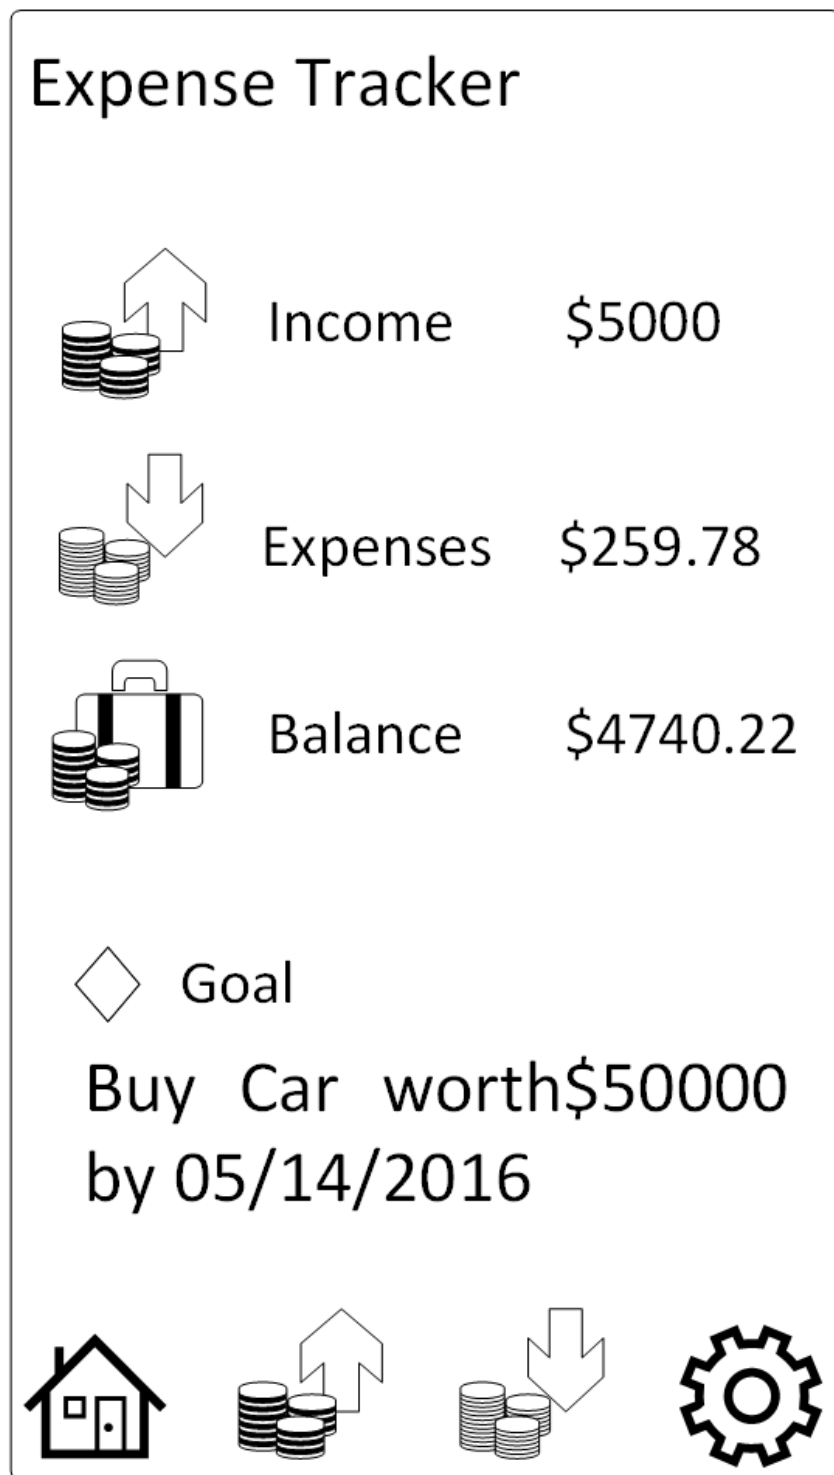 Expense Tracker
Income $5000
Expenses $259.78
Balance $4740.22
Goal
Buy Car worth$50000
by 05/14/2016